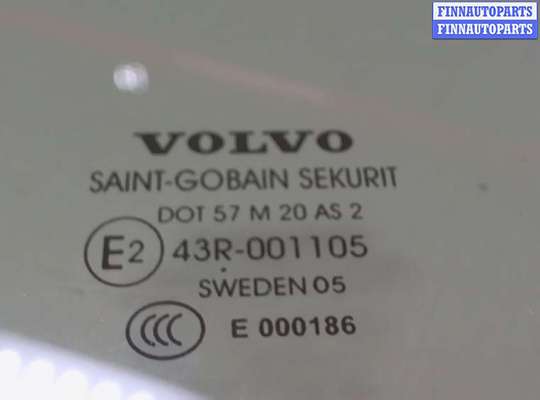 FINNAUTOPARTS
FINNAUTOPARTS
VOLVO
SAINT-GOBAIN SEKURIT
DOT 57 M 20 AS 2
E2 43R-001105
SWEDEN 05
CCC E 000186